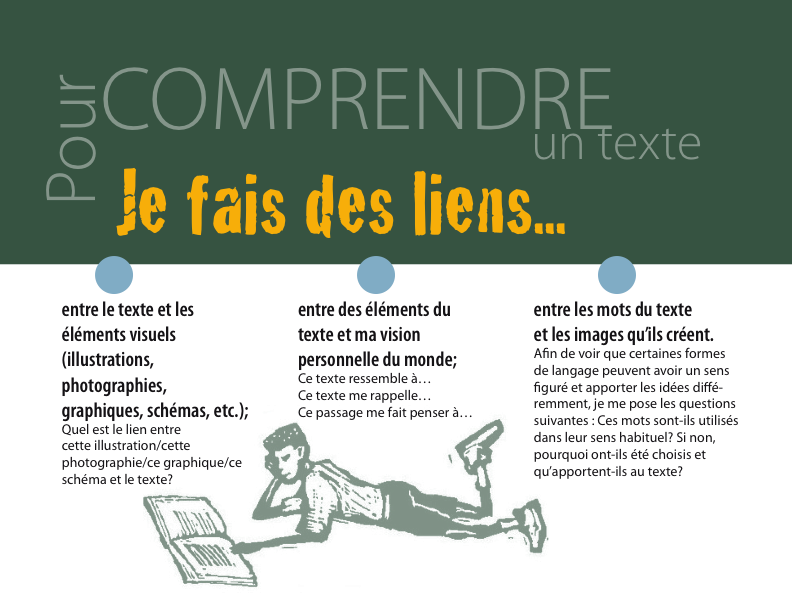 Pour COMPRENDRE
un texte
Je fais des liens...
entre le texte et les
éléments visuels
(illustrations,
photographies,
graphiques, schémas, etc.);
Quel est le lien entre
cette illustration/cette
photographie/ce graphique/ce
schéma et le texte?
entre des éléments du
texte et ma vision
personnelle du monde;
Ce texte ressemble à…
Ce texte me rappelle…
Ce passage me fait penser à…
entre les mots du texte
et les images qu’ils créent.
Afin de voir que certaines formes
de langage peuvent avoir un sens
figuré et apporter les idées diffé-
remment, je me pose les questions
suivantes : Ces mots sont-ils utilisés
dans leur sens habituel? Si non,
pourquoi ont-ils été choisis et
qu’apportent-ils au texte?